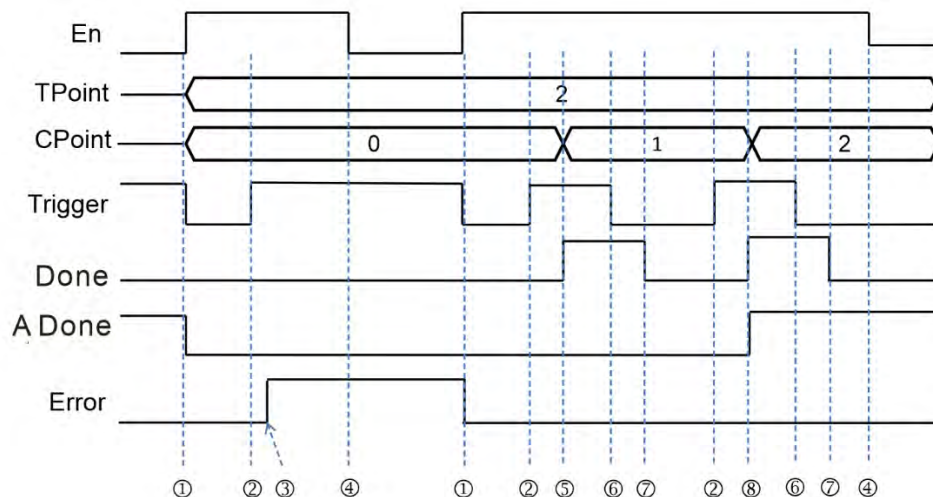 En
TPoint 2
CPoint 0 1 2
Trigger
Done
A Done
Error
① ② ③ ④ ① ② ⑤ ⑥ ⑦ ② ⑧ ⑥ ⑦ ④